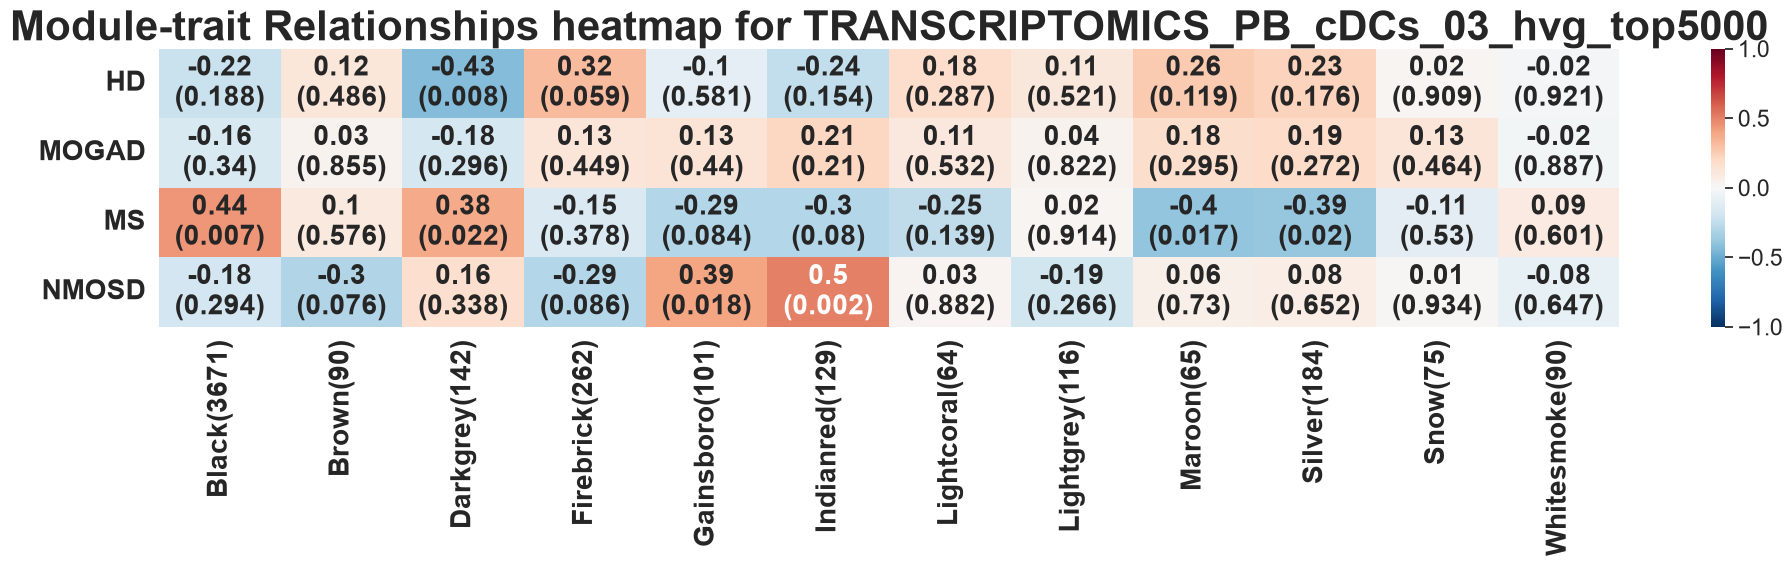 Module-trait Relationships heatmap for TRANSCRIPTOMICS_PB_cDCs_03_hvg_top5000
HD
-0.22 0.12 -0.43 0.32 -0.1 -0.24 0.18 0.11 0.26 0.23 0.02 -0.02
(0.188) (0.486) (0.008) (0.059) (0.581) (0.154) (0.287) (0.521) (0.119) (0.176) (0.909) (0.921)
MOGAD
-0.16 0.03 -0.18 0.13 0.13 0.21 0.11 0.04 0.18 0.19 0.13 -0.02
(0.34) (0.855) (0.296) (0.449) (0.44) (0.21) (0.532) (0.822) (0.295) (0.272) (0.464) (0.887)
MS
0.44 0.1 0.38 -0.15 -0.29 -0.3 -0.25 0.02 -0.4 -0.39 -0.11 0.09
(0.007) (0.576) (0.022) (0.378) (0.084) (0.08) (0.139) (0.914) (0.017) (0.02) (0.53) (0.601)
NMOSD
-0.18 -0.3 0.16 -0.29 0.39 0.5 0.03 -0.19 0.06 0.08 0.01 -0.08
(0.294) (0.076) (0.338) (0.086) (0.018) (0.002) (0.882) (0.266) (0.73) (0.652) (0.934) (0.647)
Black(3671)
Brown(90)
Darkgrey(142)
Firebrick(262)
Gainsboro(101)
Indianred(129)
Lightcoral(64)
Lightgrey(116)
Maroon(65)
Silver(184)
Snow(75)
Whitesmoke(90)
1.0
0.5
0.0
−0.5
−1.0